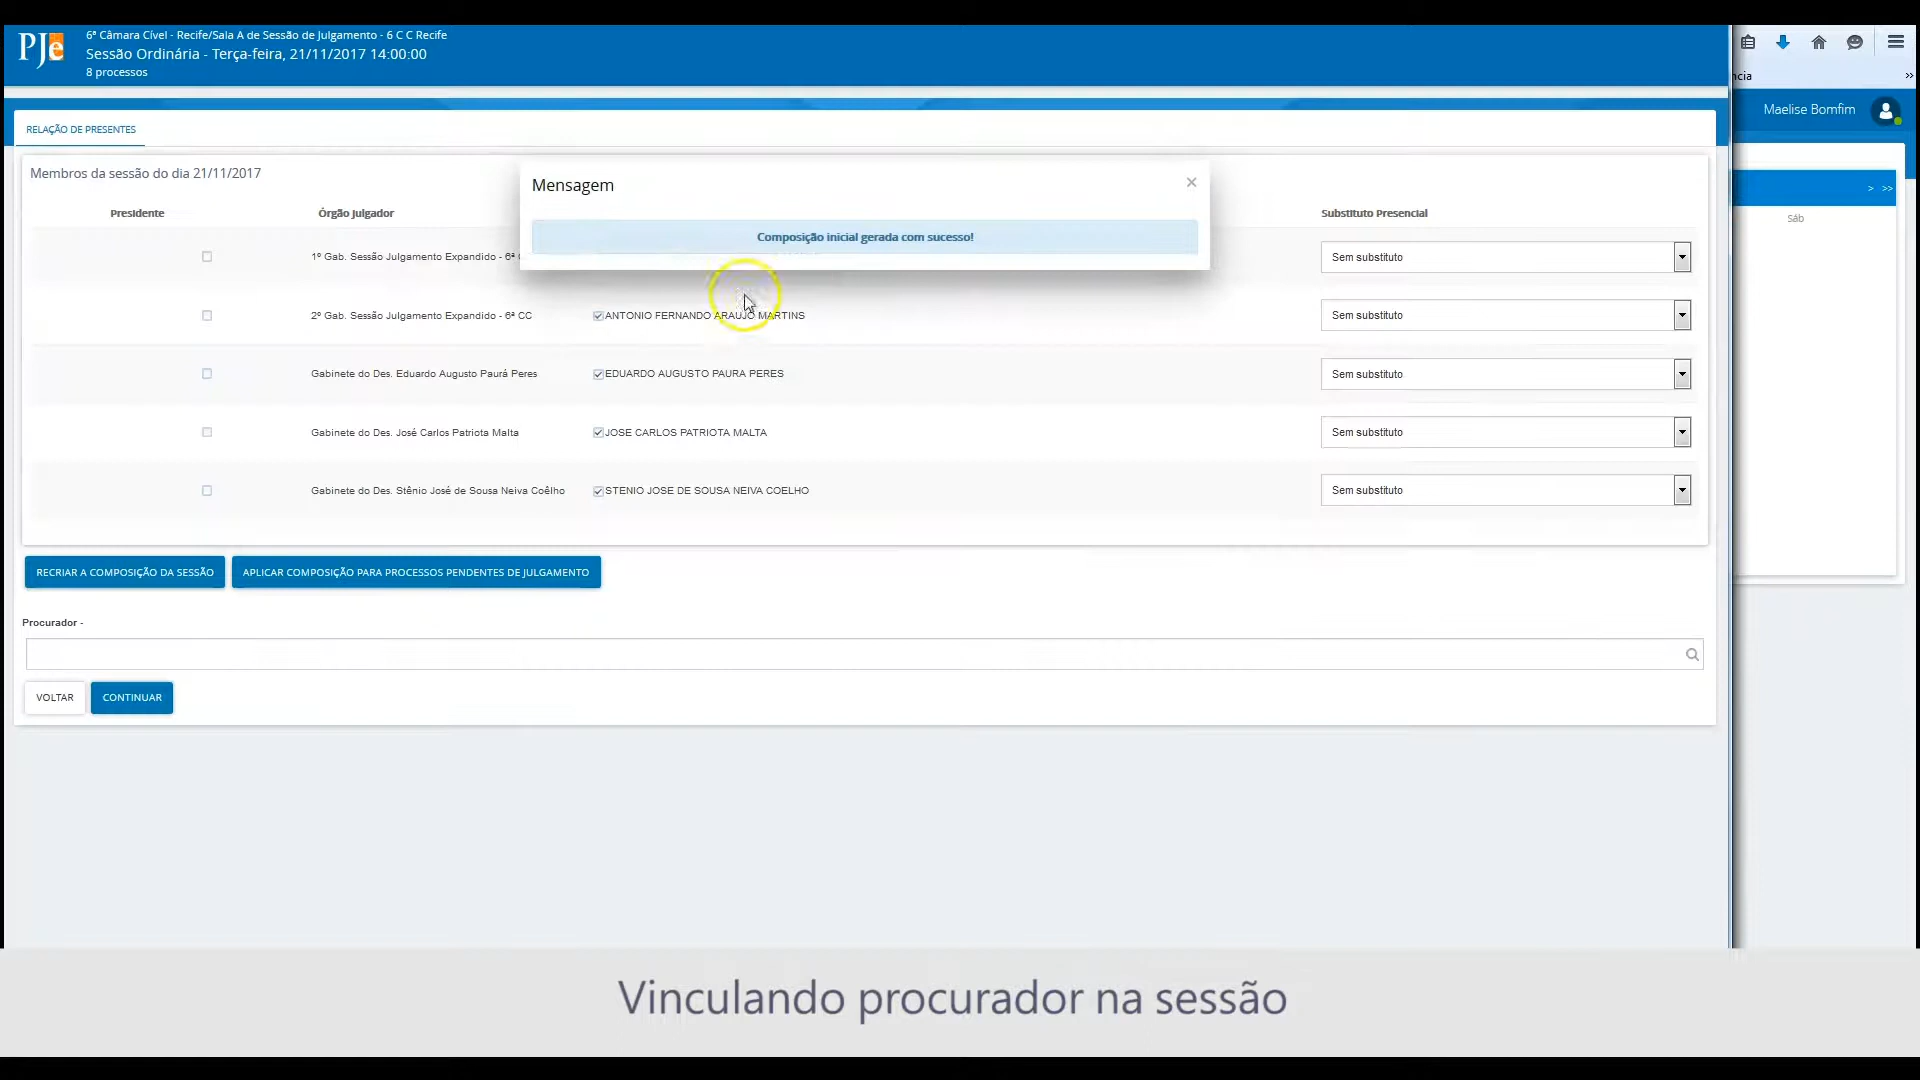 PJe
6ª Câmara Cível - Recife/Sala A de Sessão de Julgamento - 6 C C Recife
Sessão Ordinária - Terça-feira, 21/11/2017 14:00:00
8 processos
ncia
»
Maelise Bomfim
RELAÇÃO DE PRESENTES
Membros da sessão do dia 21/11/2017
Mensagem
×
> >>
Presidente
Órgão Julgador
Substituto Presencial
Sáb
Composição inicial gerada com sucesso!
1º Gab. Sessão Julgamento Expandido - 6ª
Sem substituto
2º Gab. Sessão Julgamento Expandido - 6ª CC
ANTONIO FERNANDO ARAUJO MARTINS
Sem substituto
Gabinete do Des. Eduardo Augusto Paurá Peres
EDUARDO AUGUSTO PAURA PERES
Sem substituto
Gabinete do Des. José Carlos Patriota Malta
JOSE CARLOS PATRIOTA MALTA
Sem substituto
Gabinete do Des. Stênio José de Sousa Neiva Coêlho
STENIO JOSE DE SOUSA NEIVA COELHO
Sem substituto
RECRIAR A COMPOSIÇÃO DA SESSÃO
APLICAR COMPOSIÇÃO PARA PROCESSOS PENDENTES DE JULGAMENTO
Procurador -
VOLTAR
CONTINUAR
Vinculando procurador na sessão